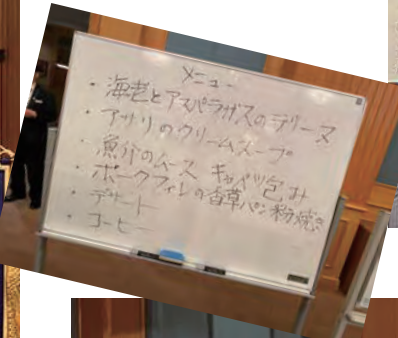 メニュー
・海老とアスパラガスのテリーヌ
・アサリのクリームスープ
・魚介のムース キャベツ包み
・ポークフィレの香草パン粉焼き
・デザート
・コーヒー